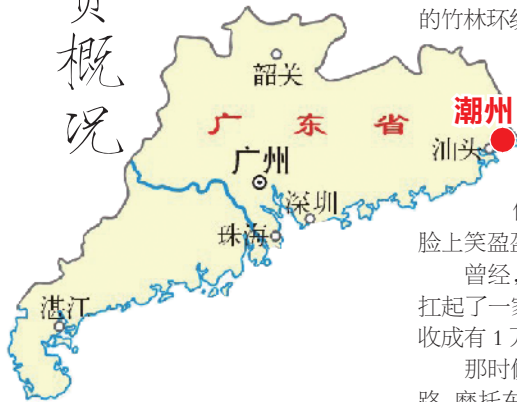 概况
韶关
广东省
潮州
汕头
广州
深圳
珠海
湛江
的竹林环
脸上笑盈
曾经，
扛起了一
收成有 1 万
那时